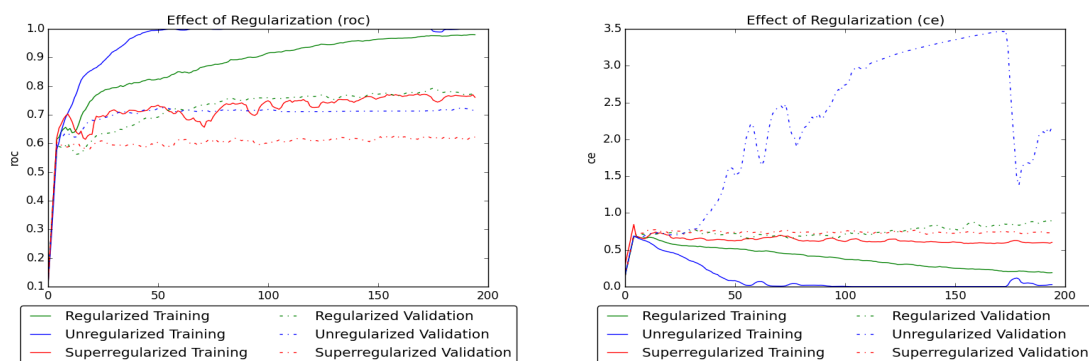 Effect of Regularization (roc)
1.0
0.9
0.8
0.7
0.6
0.5
0.4
0.3
0.2
0.1
roc
0 50 100 150 200
Regularized Training Regularized Validation
Unregularized Training Unregularized Validation
Superregularized Training Superregularized Validation
Effect of Regularization (ce)
3.5
3.0
2.5
2.0
1.5
1.0
0.5
0.0
ce
0 50 100 150 200
Regularized Training Regularized Validation
Unregularized Training Unregularized Validation
Superregularized Training Superregularized Validation